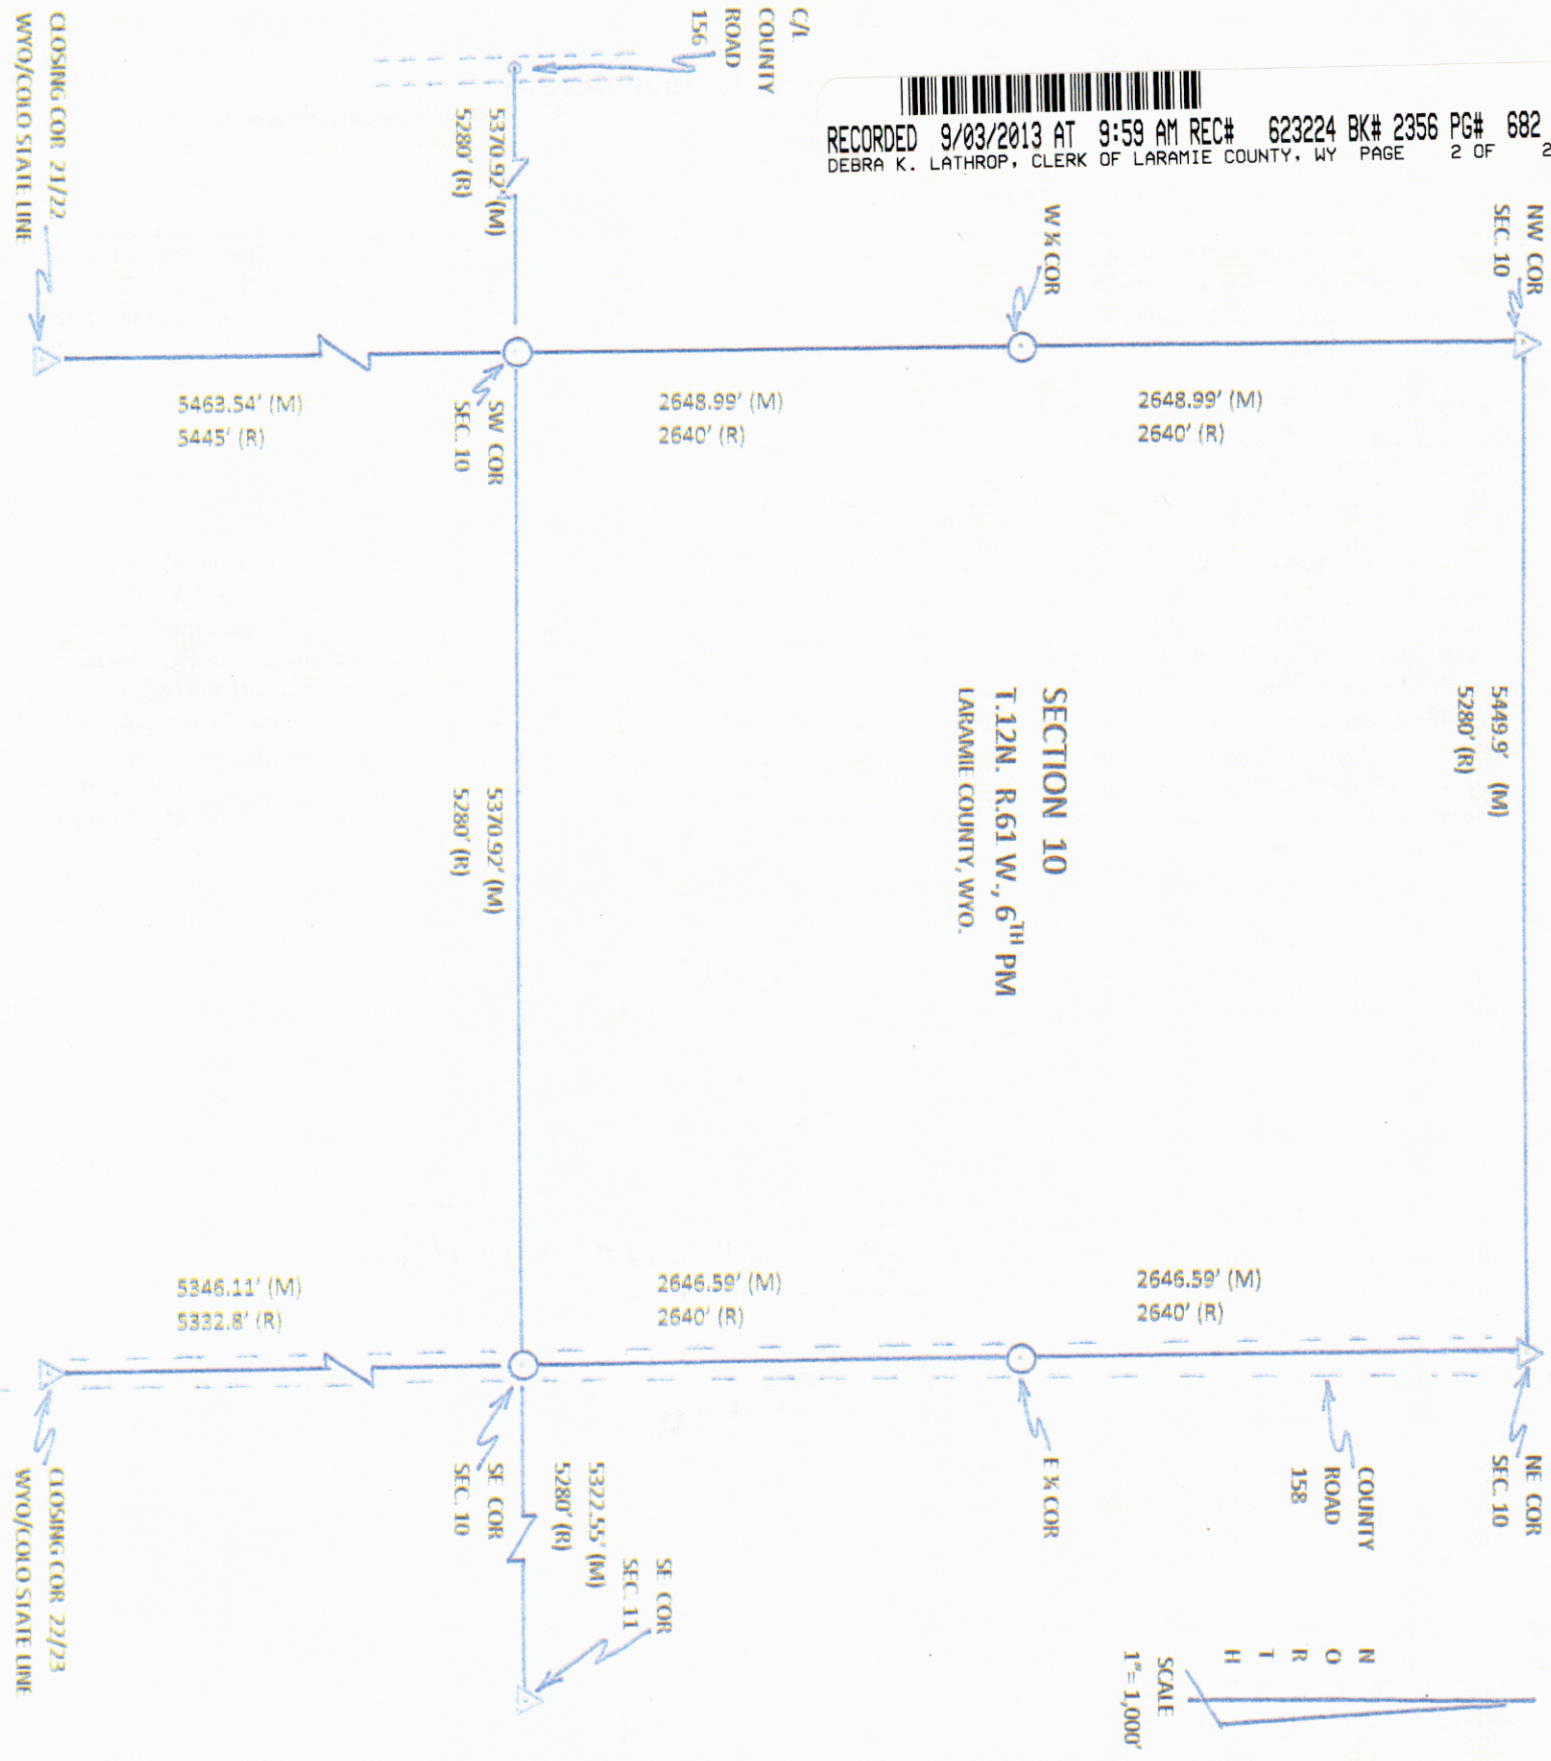 RECORDED 9/03/2013 AT 9:59 AM REC# 623224 BK# 2356 PG# 682
DEBRA K. LATHROP, CLERK OF LARAMIE COUNTY, WY PAGE 2 OF 2
NW COR
SEC. 10
5449.9' (M)
5280' (R)
NE COR
SEC. 10
COUNTY
ROAD
158
N
O
R
T
H
SCALE
1"= 1,000'
2648.99' (M)
2640' (R)
2646.59' (M)
2640' (R)
W ¼ COR
SECTION 10
T.12N. R.61 W., 6TH PM
LARAMIE COUNTY, WYO.
E ¼ COR
2648.99' (M)
2640' (R)
2646.59' (M)
2640' (R)
C/L
COUNTY
ROAD
156
5370.92' (M)
5280' (R)
SW COR
SEC. 10
5370.92' (M)
5280' (R)
SE COR
SEC. 10
5322.55' (M)
5280' (R)
SE COR
SEC. 11
5463.54' (M)
5445' (R)
5346.11' (M)
5332.8' (R)
CLOSING COR 21/22
WYO/COLO STATE LINE
CLOSING COR 22/23
WYO/COLO STATE LINE